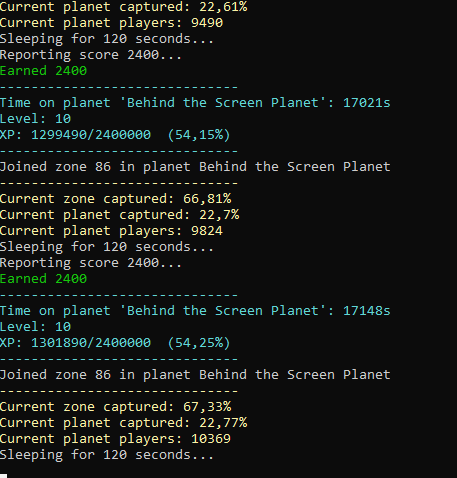 Current planet captured: 22,61%
Current planet players: 9490
Sleeping for 120 seconds...
Reporting score 2400...
Earned 2400
------------------------------
Time on planet 'Behind the Screen Planet': 17021s
Level: 10
XP: 1299490/2400000  (54,15%)
------------------------------
Joined zone 86 in planet Behind the Screen Planet
------------------------------
Current zone captured: 66,81%
Current planet captured: 22,7%
Current planet players: 9824
Sleeping for 120 seconds...
Reporting score 2400...
Earned 2400
------------------------------
Time on planet 'Behind the Screen Planet': 17148s
Level: 10
XP: 1301890/2400000  (54,25%)
------------------------------
Joined zone 86 in planet Behind the Screen Planet
------------------------------
Current zone captured: 67,33%
Current planet captured: 22,77%
Current planet players: 10369
Sleeping for 120 seconds...